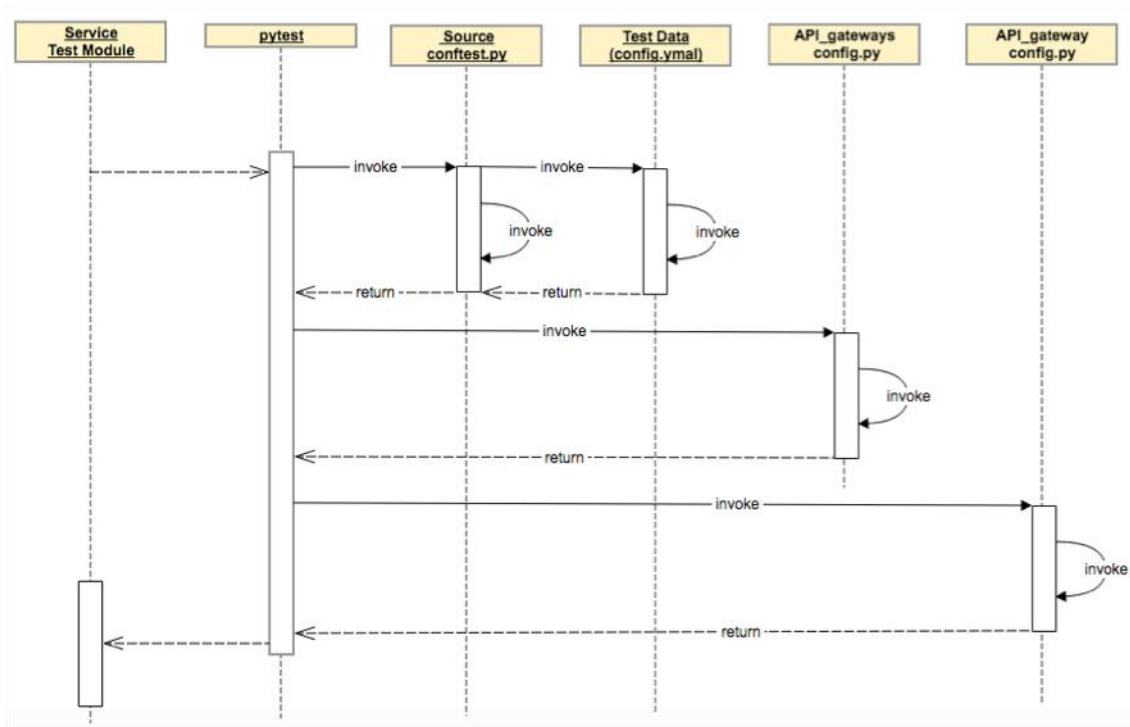 Service
Test Module
pytest
Source
conftest.py
Test Data
(config.ymal)
API_gateways
config.py
API_gateway
config.py
invoke
invoke
invoke
invoke
return
return
invoke
invoke
return
invoke
invoke
return